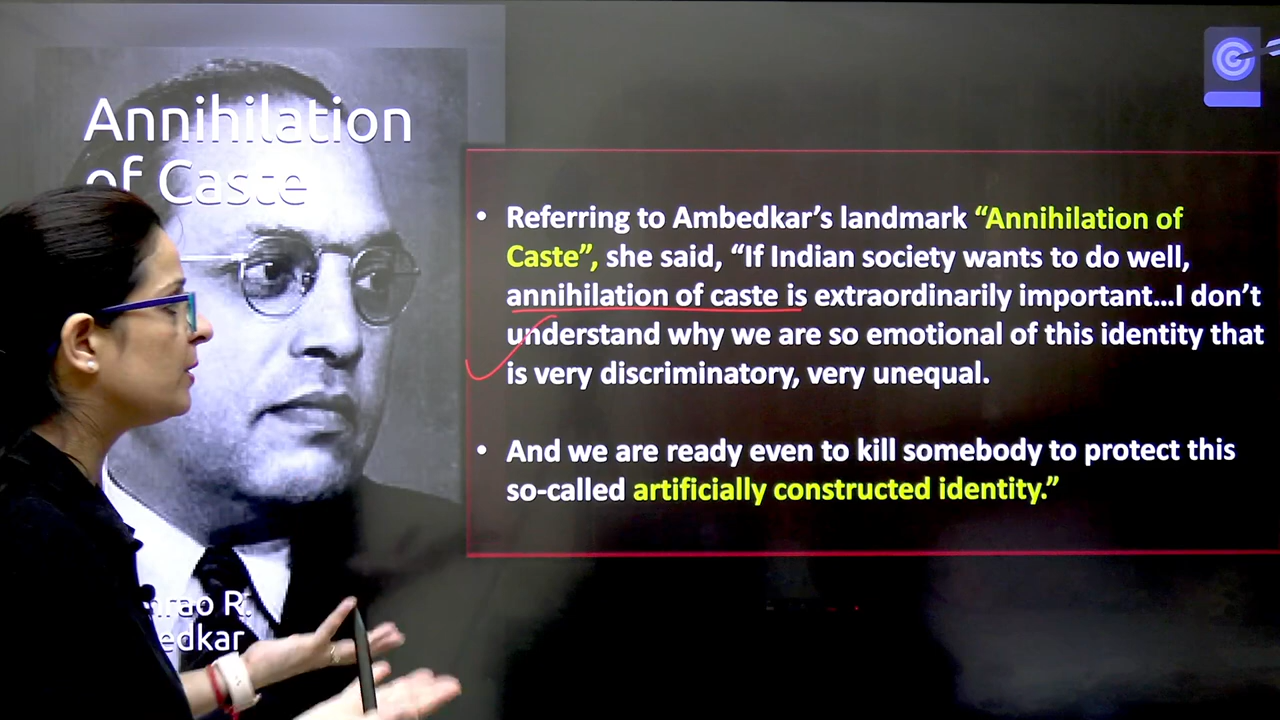 Annihilation
of Caste
• Referring to Ambedkar’s landmark “Annihilation of
Caste”, she said, “If Indian society wants to do well,
annihilation of caste is extraordinarily important...I don’t
understand why we are so emotional of this identity that
is very discriminatory, very unequal.
• And we are ready even to kill somebody to protect this
so-called artificially constructed identity.”
R.